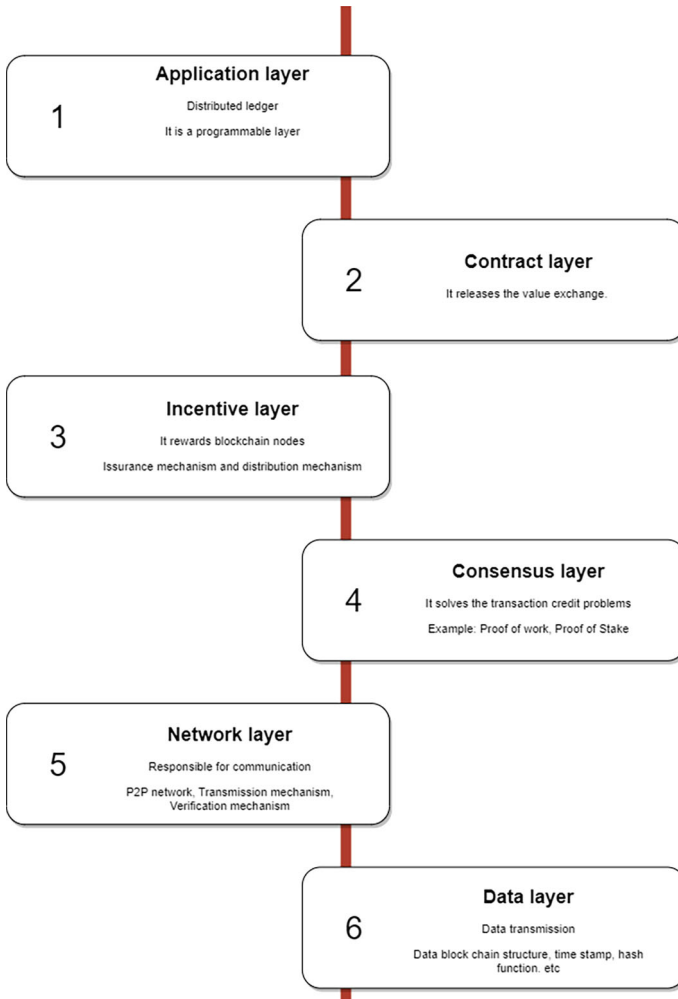 Application layer
1
Distributed ledger
It is a programmable layer
Contract layer
2
It releases the value exchange.
Incentive layer
3
It rewards blockchain nodes
Issurance mechanism and distribution mechanism
Consensus layer
4
It solves the transaction credit problems
Example: Proof of work, Proof of Stake
Network layer
5
Responsible for communication
P2P network, Transmission mechanism,
Verification mechanism
Data layer
6
Data transmission
Data block chain structure, time stamp, hash
function. etc